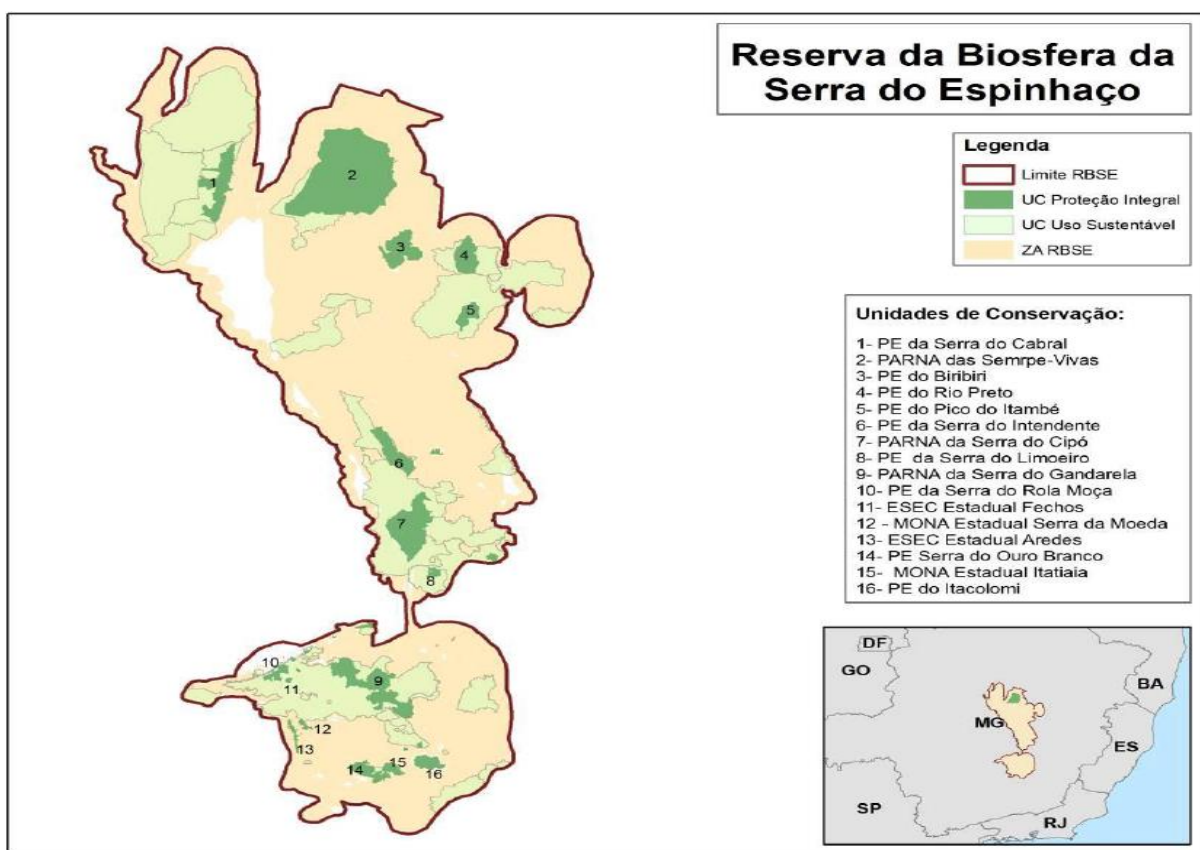 Reserva da Biosfera da
Serra do Espinhaço
Legenda
Limite RBSE
UC Proteção Integral
UC Uso Sustentável
ZA RBSE
Unidades de Conservação:
1- PE da Serra do Cabral
2- PARNA das Semrpe-Vivas
3- PE do Biribiri
4- PE do Rio Preto
5- PE do Pico do Itambé
6- PE da Serra do Intendente
7- PARNA da Serra do Cipó
8- PE da Serra do Limoeiro
9- PARNA da Serra do Gandarela
10- PE da Serra do Rola Moça
11- ESEC Estadual Fechos
12 - MONA Estadual Serra da Moeda
13- ESEC Estadual Aredes
14- PE Serra do Ouro Branco
15- MONA Estadual Itatiaia
16- PE do Itacolomi
1
2
3
4
5
6
7
8
10
9
11
12
13
14
15
16
DF
GO
BA
MG
ES
SP
RJ